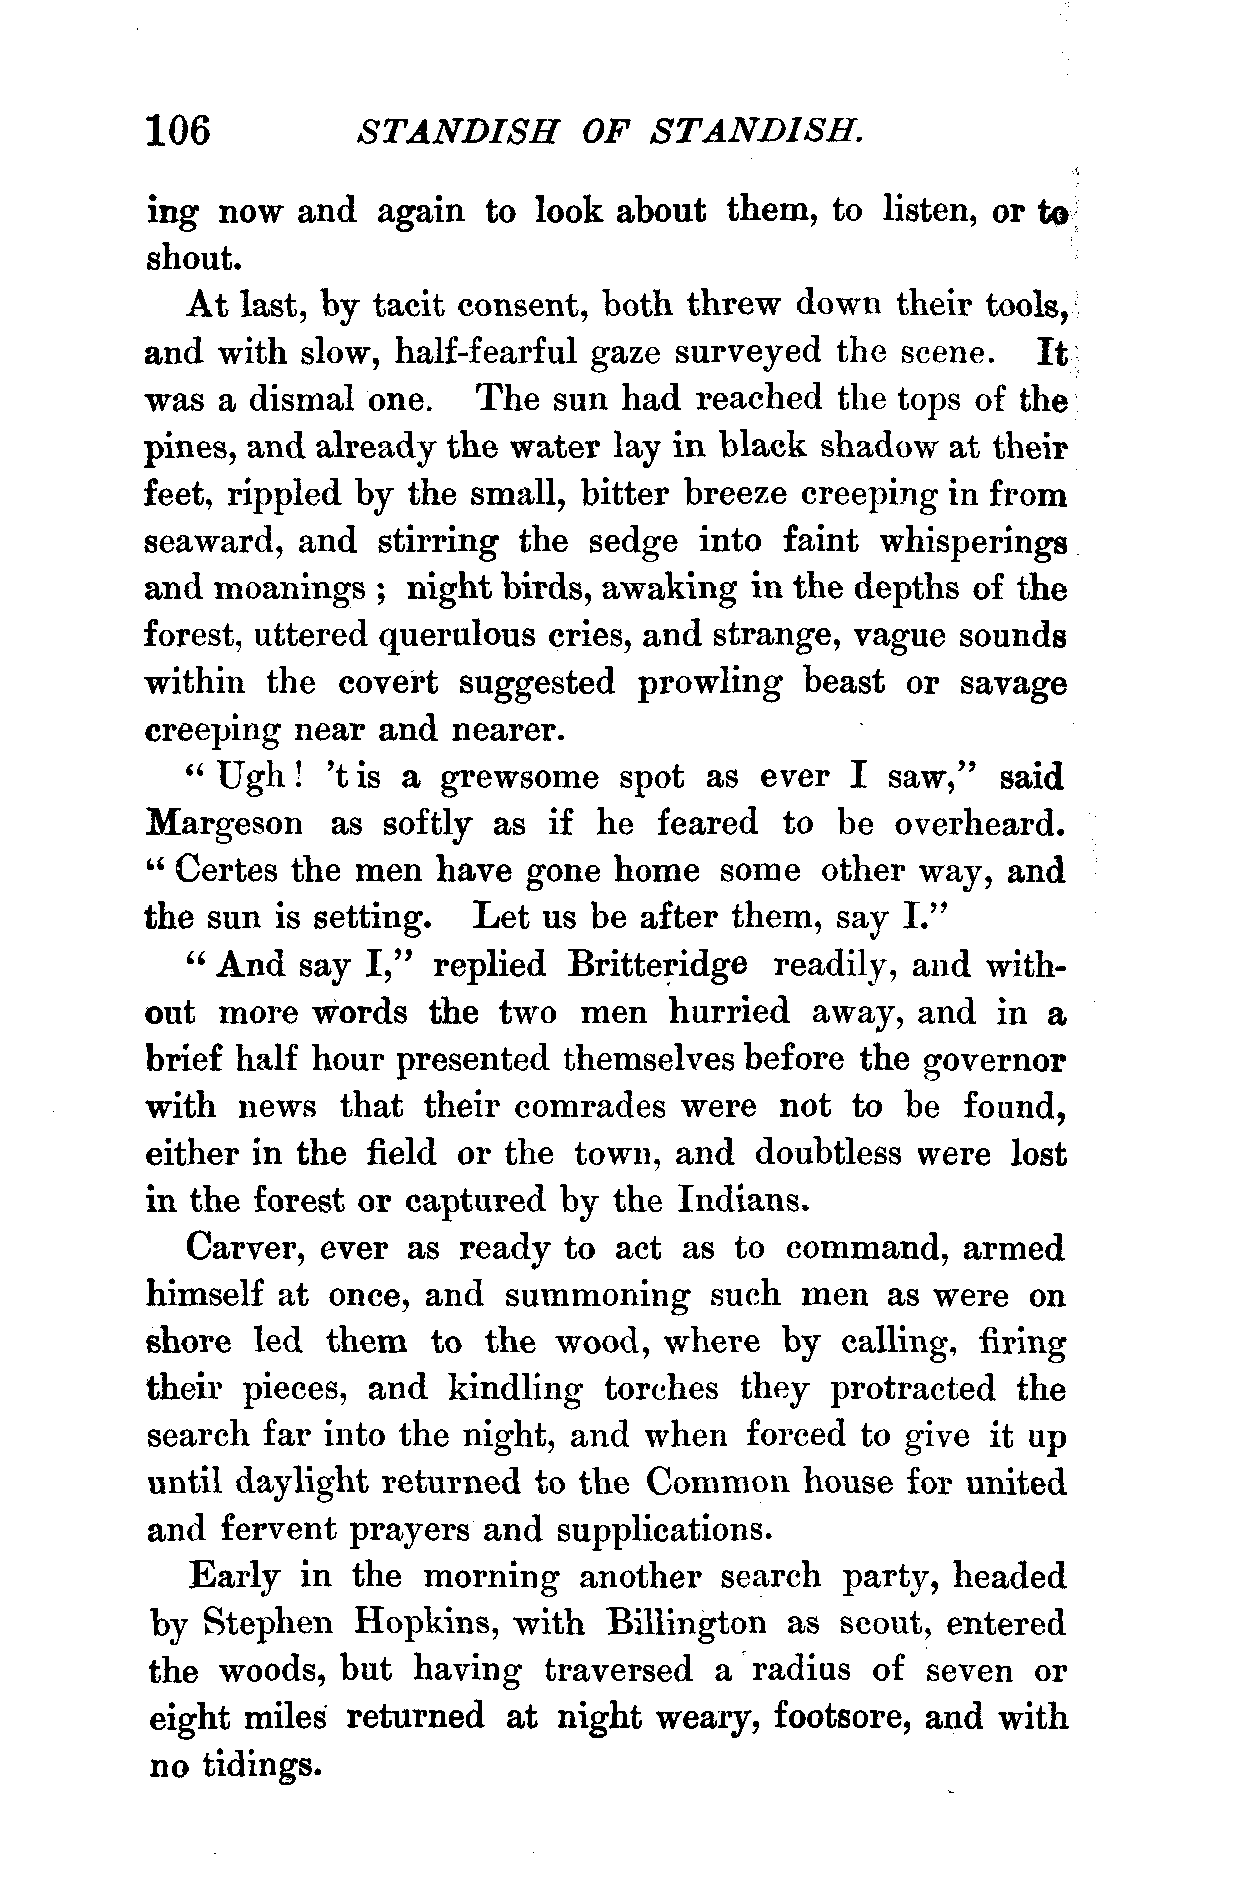 106 STANDISH OF STANDISH.
ing now and again to look about them, to listen, or to
shout.
At last, by tacit consent, both threw down their tools,
and with slow, half-fearful gaze surveyed the scene. It
was a dismal one. The sun had reached the tops of the
pines, and already the water lay in black shadow at their
feet, rippled by the small, bitter breeze creeping in from
seaward, and stirring the sedge into faint whisperings
and moanings ; night birds, awaking in the depths of the
forest, uttered querulous cries, and strange, vague sounds
within the covert suggested prowling beast or savage
creeping near and nearer.
“ Ugh ! ’t is a grewsome spot as ever I saw,” said
Margeson as softly as if he feared to be overheard.
“ Certes the men have gone home some other way, and
the sun is setting. Let us be after them, say I.”
“ And say I,” replied Britteridge readily, and with-
out more words the two men hurried away, and in a
brief half hour presented themselves before the governor
with news that their comrades were not to be found,
either in the field or the town, and doubtless were lost
in the forest or captured by the Indians.
Carver, ever as ready to act as to command, armed
himself at once, and summoning such men as were on
shore led them to the wood, where by calling, firing
their pieces, and kindling torches they protracted the
search far into the night, and when forced to give it up
until daylight returned to the Common house for united
and fervent prayers and supplications.
Early in the morning another search party, headed
by Stephen Hopkins, with Billington as scout, entered
the woods, but having traversed a radius of seven or
eight miles returned at night weary, footsore, and with
no tidings.